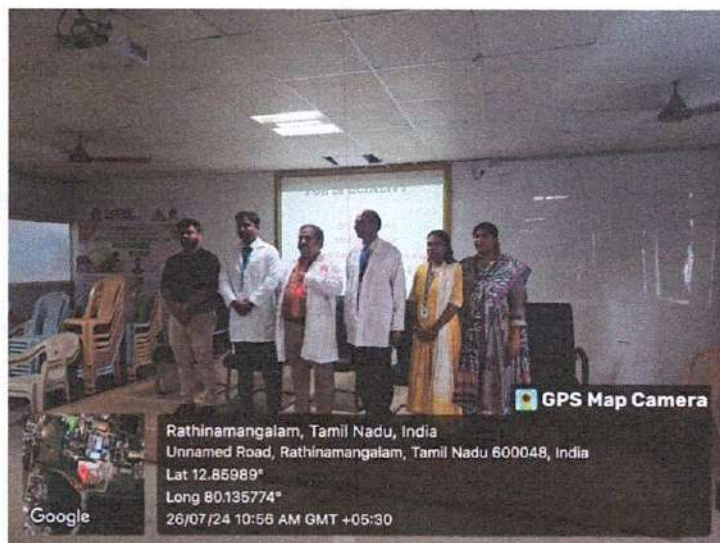 GPS Map Camera
Rathinamangalam, Tamil Nadu, India
Unnamed Road, Rathinamangalam, Tamil Nadu 600048, India
Lat 12.85989°
Long 80.135774°
26/07/24 10:56 AM GMT +05:30
Google